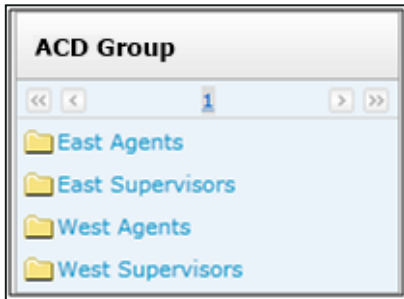 ACD Group
<< < 1 > >>
East Agents
East Supervisors
West Agents
West Supervisors